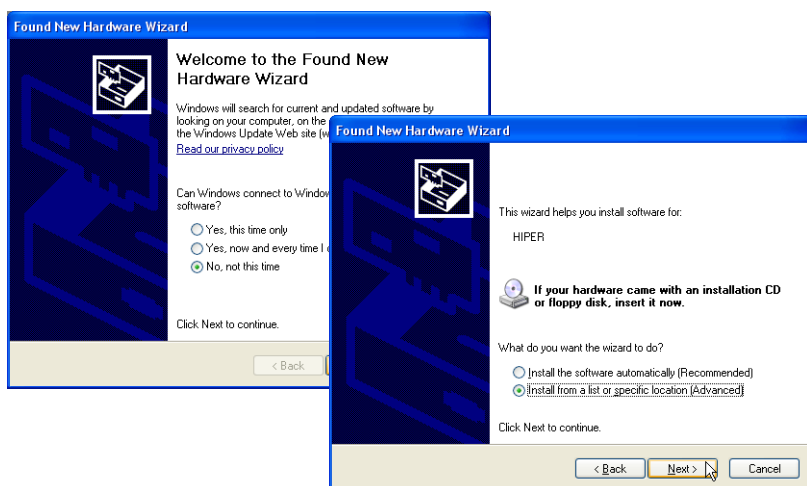 Found New Hardware Wizard
Welcome to the Found New
Hardware Wizard
Windows will search for current and updated software by
looking on your computer, on the
the Windows Update Web site
Read our privacy policy
Can Windows connect to
software?
Yes, this time only
Yes, now and every time I
No, not this time
Click Next to continue.
< Back
Found New Hardware Wizard
This wizard helps you install software for:
HIPER
If your hardware came with an installation CD
or floppy disk, insert it now.
What do you want the wizard to do?
Install the software automatically (Recommended)
Install from a list or specific location (Advanced)
Click Next to continue.
< Back
Next >
Cancel